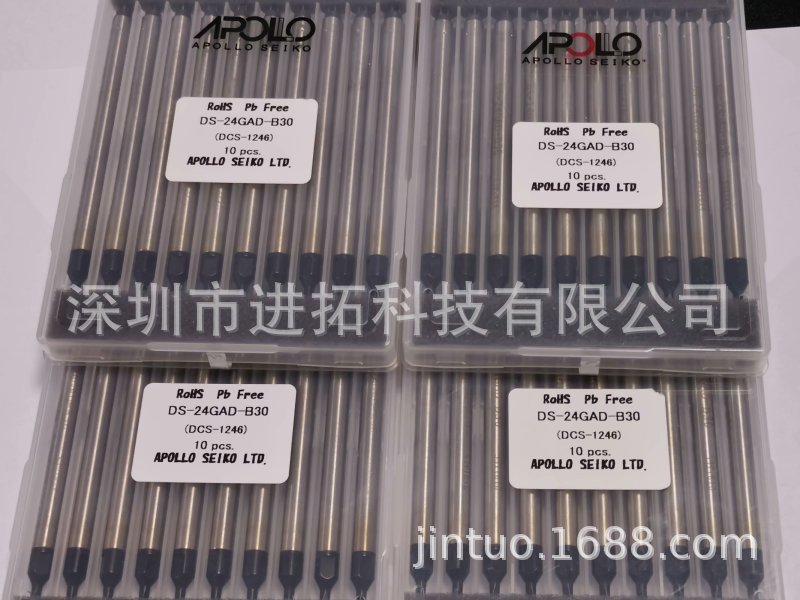 APOLLO
APOLLO SEIKO
RoHS Pb Free
DS-24GAD-B30
(DCS-1246)
10 pcs.
APOLLO SEIKO LTD.
APOLLO
APOLLO SEIKO
RoHS Pb Free
DS-24GAD-B30
(DCS-1246)
10 pcs.
APOLLO SEIKO LTD.
深圳市进拓科技有限公司
RoHS Pb Free
DS-24GAD-B30
(DCS-1246)
10 pcs.
APOLLO SEIKO LTD.
RoHS Pb Free
DS-24GAD-B30
(DCS-1246)
10 pcs.
APOLLO SEIKO LTD.
jintuo.1688.com